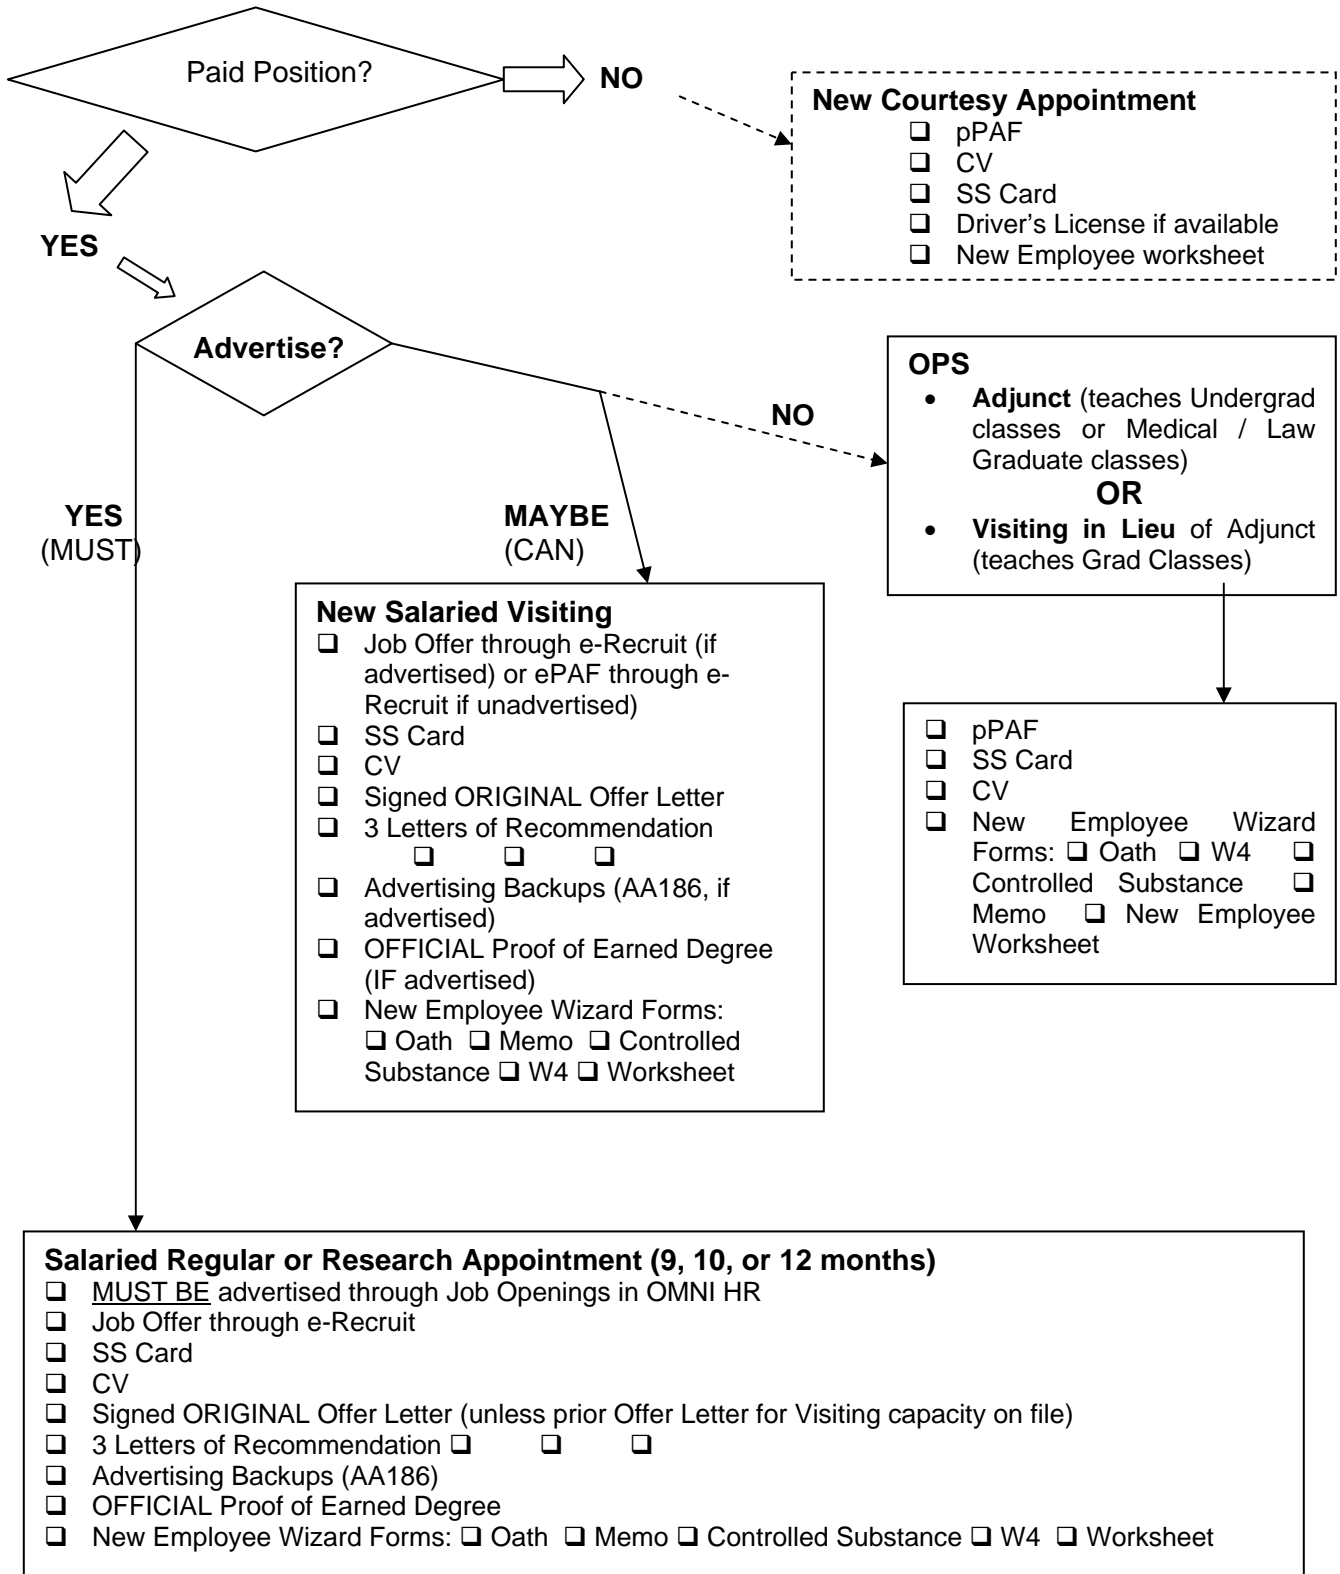 Paid Position?
NO
New Courtesy Appointment
❑ pPAF
❑ CV
❑ SS Card
❑ Driver's License if available
❑ New Employee worksheet
YES
Advertise?
OPS
• Adjunct (teaches Undergrad
classes or Medical / Law
Graduate classes)
OR
• Visiting in Lieu of Adjunct
(teaches Grad Classes)
NO
YES
(MUST)
MAYBE
(CAN)
New Salaried Visiting
❑ Job Offer through e-Recruit (if
advertised) or ePAF through e-
Recruit if unadvertised)
❑ SS Card
❑ CV
❑ Signed ORIGINAL Offer Letter
❑ 3 Letters of Recommendation
❑ ❑ ❑
❑ Advertising Backups (AA186, if
advertised)
❑ OFFICIAL Proof of Earned Degree
(IF advertised)
❑ New Employee Wizard Forms:
❑ Oath ❑ Memo ❑ Controlled
Substance ❑ W4 ❑ Worksheet
❑ pPAF
❑ SS Card
❑ CV
❑ New Employee Wizard
Forms: ❑ Oath ❑ W4 ❑
Controlled Substance ❑
Memo ❑ New Employee
Worksheet
Salaried Regular or Research Appointment (9, 10, or 12 months)
❑ MUST BE advertised through Job Openings in OMNI HR
❑ Job Offer through e-Recruit
❑ SS Card
❑ CV
❑ Signed ORIGINAL Offer Letter (unless prior Offer Letter for Visiting capacity on file)
❑ 3 Letters of Recommendation ❑ ❑ ❑
❑ Advertising Backups (AA186)
❑ OFFICIAL Proof of Earned Degree
❑ New Employee Wizard Forms: ❑ Oath ❑ Memo ❑ Controlled Substance ❑ W4 ❑ Worksheet